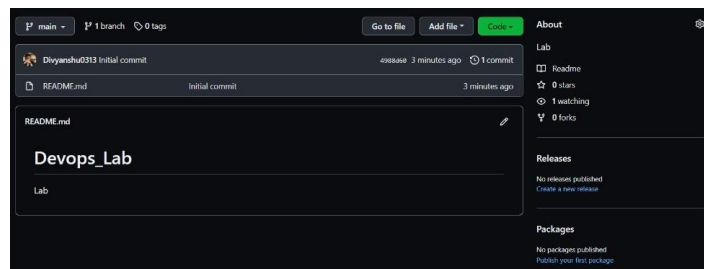 main
1 branch
0 tags
Go to file
Add file
Code
Divyanshu0313 Initial commit
3 minutes ago
1 commit
README.md
Initial commit
3 minutes ago
README.md
Devops_Lab
Lab
About
Lab
Readme
0 stars
1 watching
0 forks
Releases
No releases published
Create a new release
Packages
No packages published
Publish your first package